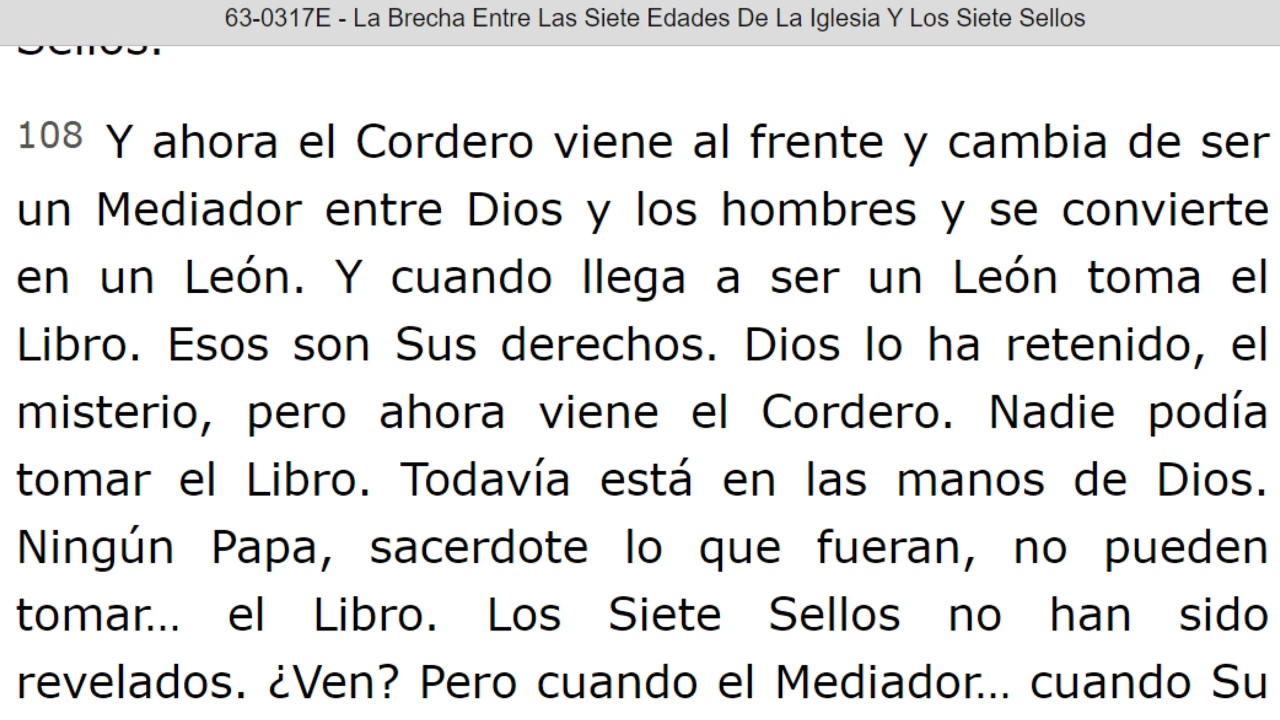 63-0317E - La Brecha Entre Las Siete Edades De La Iglesia Y Los Siete Sellos
Sellos.
108 Y ahora el Cordero viene al frente y cambia de ser
un Mediador entre Dios y los hombres y se convierte
en un León. Y cuando llega a ser un León toma el
Libro. Esos son Sus derechos. Dios lo ha retenido, el
misterio, pero ahora viene el Cordero. Nadie podía
tomar el Libro. Todavía está en las manos de Dios.
Ningún Papa, sacerdote lo que fueran, no pueden
tomar… el Libro. Los Siete Sellos no han sido
revelados. ¿Ven? Pero cuando el Mediador… cuando Su